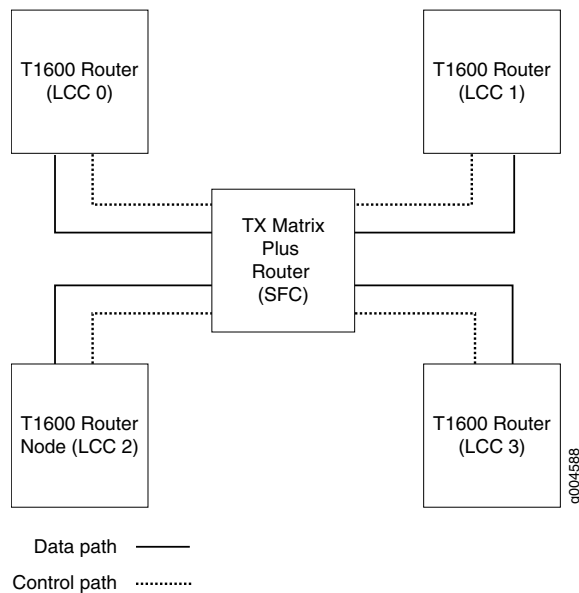 T1600 Router
(LCC 0)
T1600 Router
(LCC 1)
TX Matrix
Plus
Router
(SFC)
T1600 Router
Node (LCC 2)
T1600 Router
(LCC 3)
g004588
Data path
Control path